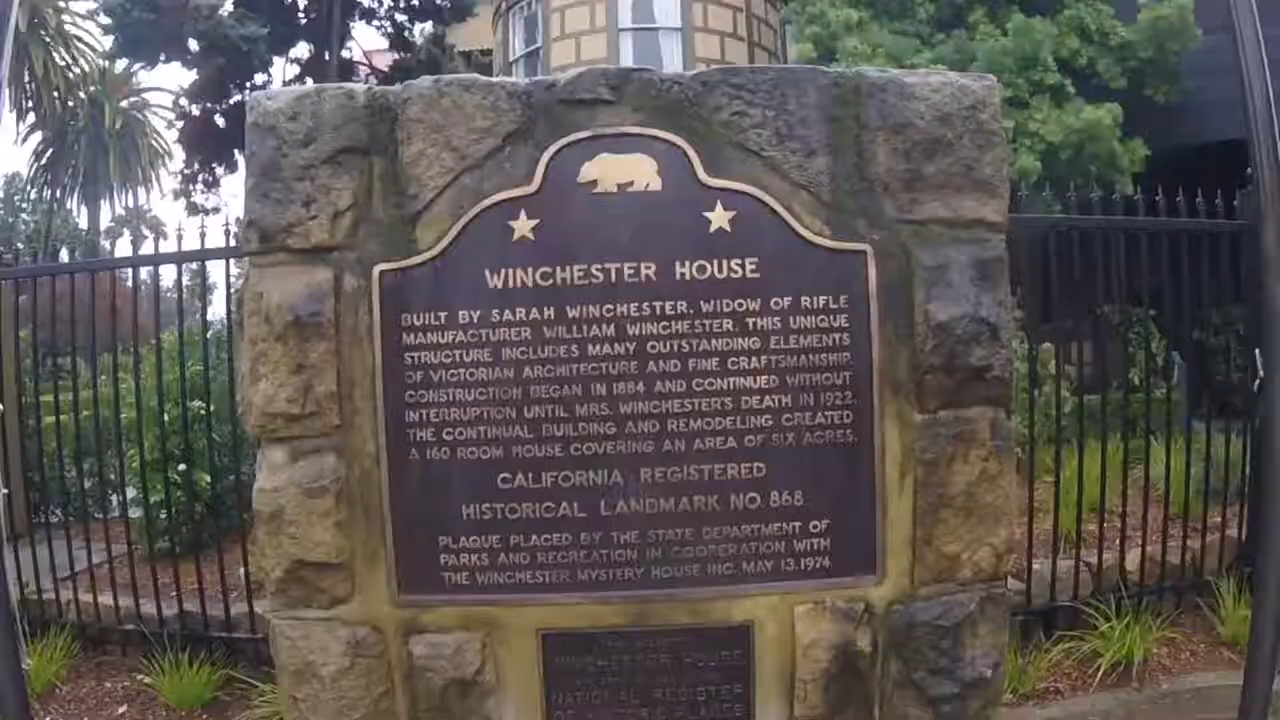 WINCHESTER HOUSE
BUILT BY SARAH WINCHESTER, WIDOW OF RIFLE
MANUFACTURER WILLIAM WINCHESTER. THIS UNIQUE
STRUCTURE INCLUDES MANY OUTSTANDING ELEMENTS
OF VICTORIAN ARCHITECTURE AND FINE CRAFTSMANSHIP.
CONSTRUCTION BEGAN IN 1884 AND CONTINUED WITHOUT
INTERRUPTION UNTIL MRS. WINCHESTER'S DEATH IN 1922.
THE CONTINUAL BUILDING AND REMODELING CREATED
A 160 ROOM HOUSE COVERING AN AREA OF SIX ACRES.
CALIFORNIA REGISTERED
HISTORICAL LANDMARK NO. 868
PLAQUE PLACED BY THE STATE DEPARTMENT OF
PARKS AND RECREATION IN COOPERATION WITH
THE WINCHESTER MYSTERY HOUSE INC. MAY 13, 1974
WINCHESTER HOUSE
NATIONAL REGISTER